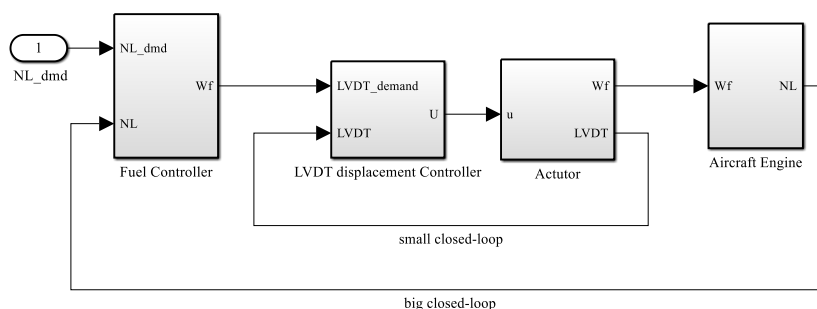 1
NL_dmd
NL_dmd
NL
Wf
Fuel Controller
LVDT_demand
LVDT
U
LVDT displacement Controller
u
Wf
LVDT
Actutor
Wf
NL
Aircraft Engine
small closed-loop
big closed-loop